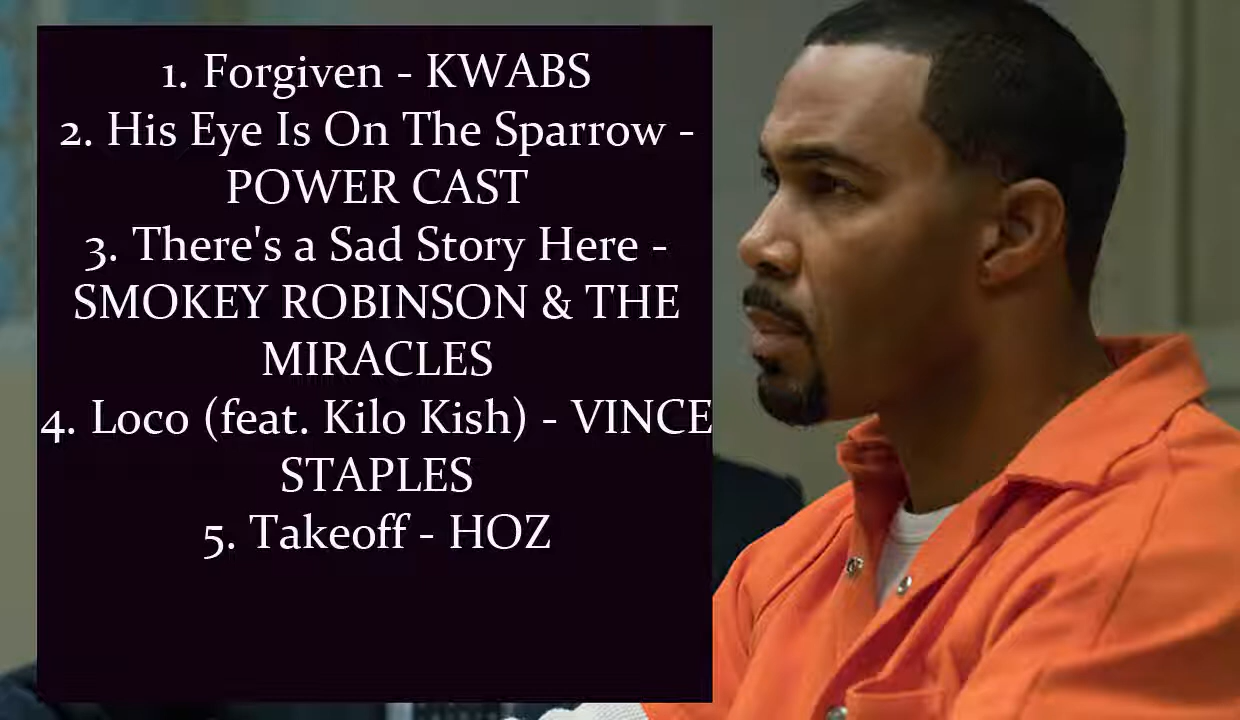 1. Forgiven - KWABS
2. His Eye Is On The Sparrow -
POWER CAST
3. There's a Sad Story Here -
SMOKEY ROBINSON & THE
MIRACLES
4. Loco (feat. Kilo Kish) - VINCE
STAPLES
5. Takeoff - HOZ